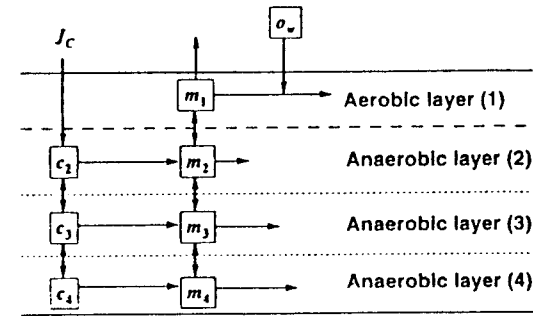 J_C
o_w
m_1
Aerobic layer (1)
c_2
m_2
Anaerobic layer (2)
c_3
m_3
Anaerobic layer (3)
c_4
m_4
Anaerobic layer (4)